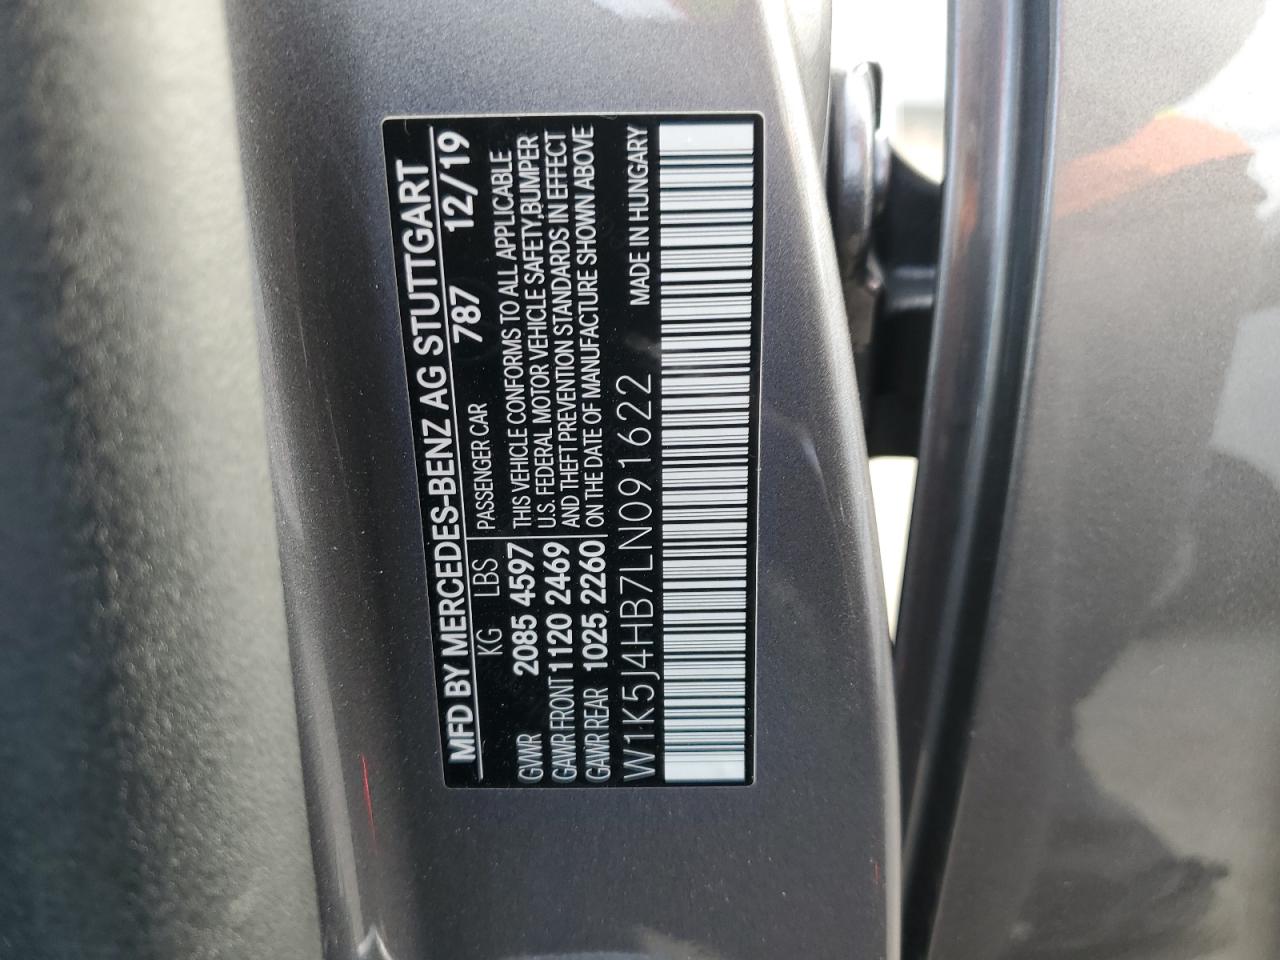 MFD BY MERCEDES-BENZ AG STUTTGART
KG LBS PASSENGER CAR 787 12/19
GVWR 2085 4597
GAWR FRONT 1120 2469
GAWR REAR 1025 2260
THIS VEHICLE CONFORMS TO ALL APPLICABLE
U.S. FEDERAL MOTOR VEHICLE SAFETY,BUMPER
AND THEFT PREVENTION STANDARDS IN EFFECT
ON THE DATE OF MANUFACTURE SHOWN ABOVE
W1K5J4HB7LN091622 MADE IN HUNGARY